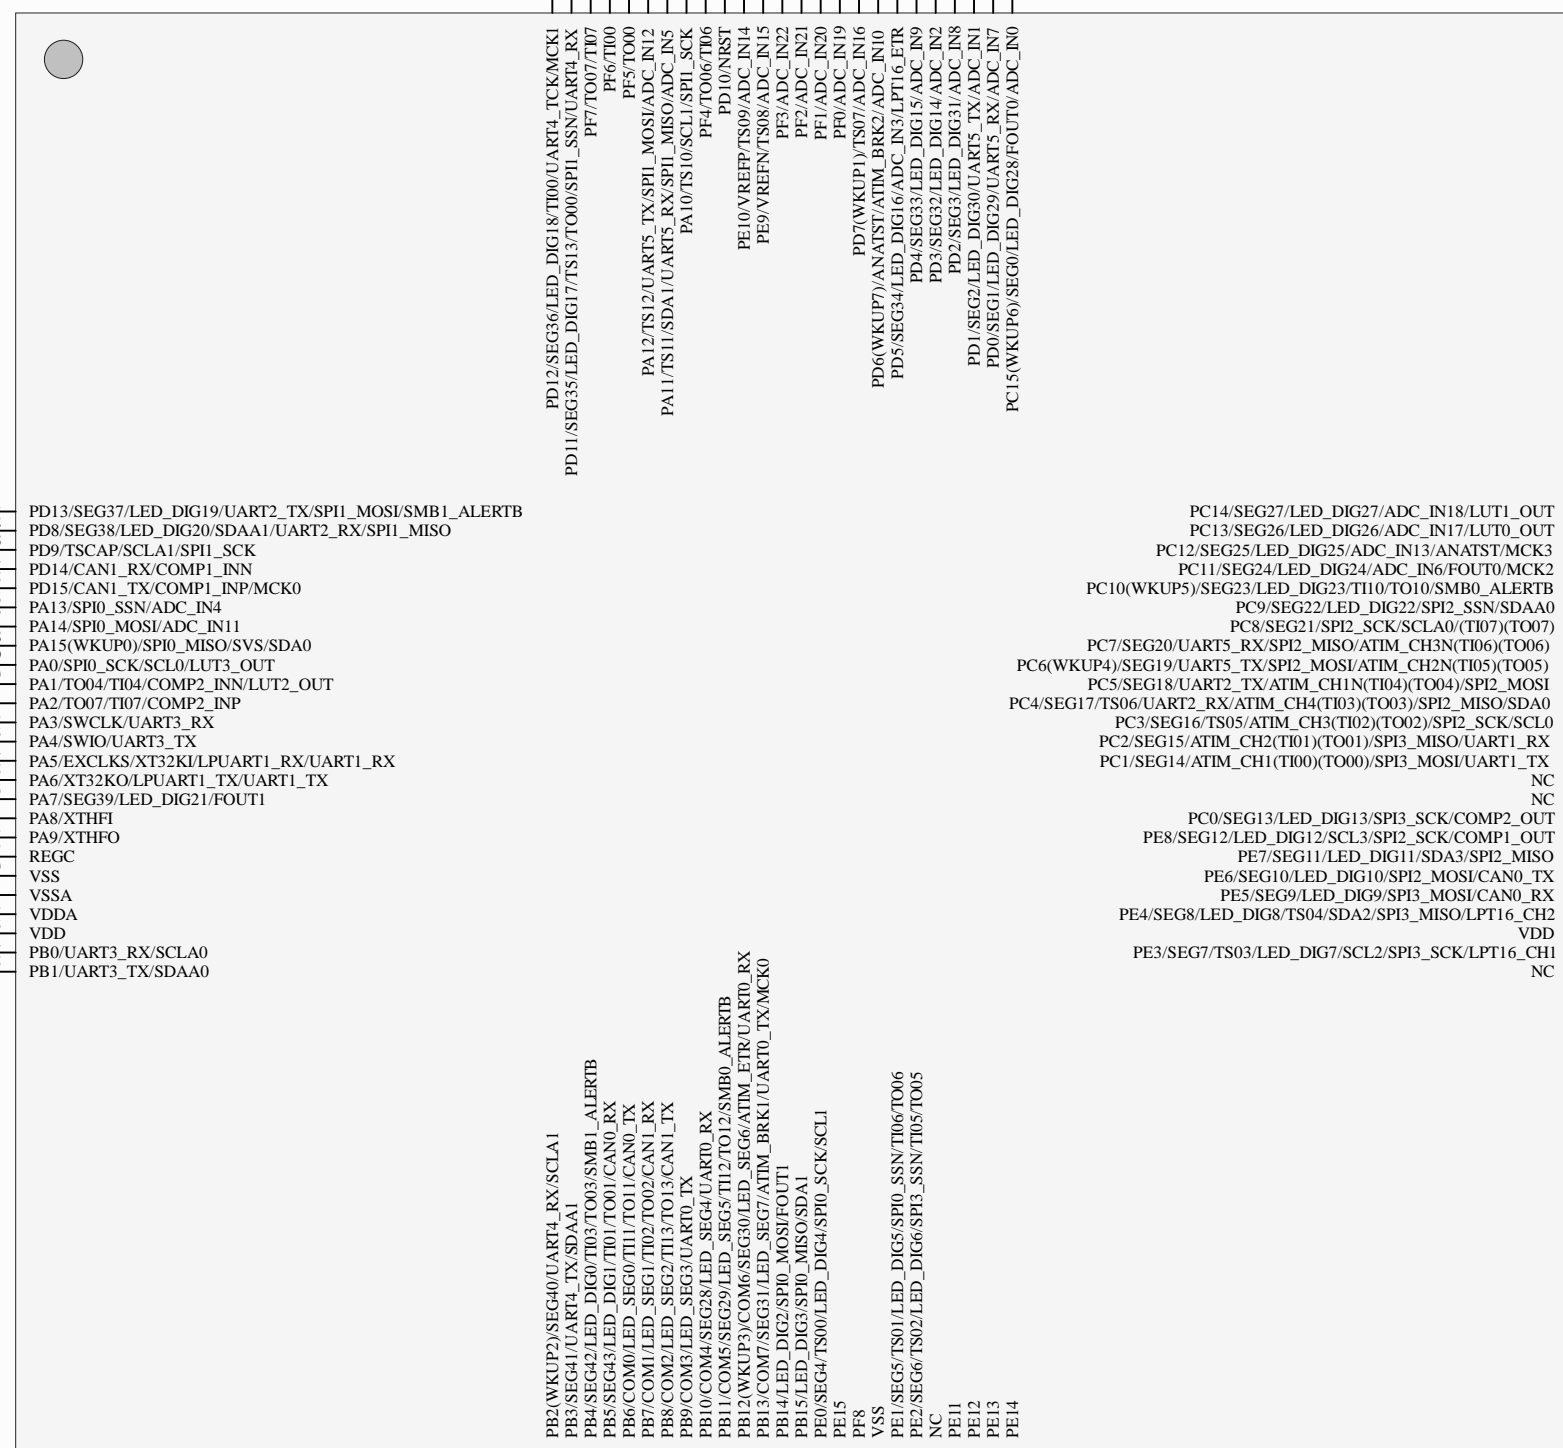 PD12/SEG36/LED_DIG18/TI00/UART4_TCK/MCK1
PD11/SEG35/LED_DIG17/TS13/TO00/SPI1_SSN/UART4_RX
PF7/TO07/TI07
PF6/TI00
PF5/TO00
PA12/TS12/UART5_TX/SPI1_MOSI/ADC_IN12
PA11/TS11/SDA1/UART5_RX/SPI1_MISO/ADC_IN5
PA10/TS10/SCL1/SPI1_SCK
PF4/TO06/TI06
PD10/NRST
PE10/VREFP/TS09/ADC_IN14
PE9/VREFN/TS08/ADC_IN15
PF3/ADC_IN22
PF2/ADC_IN21
PF1/ADC_IN20
PF0/ADC_IN19
PD7(WKUP1)/TS07/ADC_IN16
PD6(WKUP7)/ANATST/ATIM_BRK2/ADC_IN10
PD5/SEG34/LED_DIG16/ADC_IN3/LPT16_ETR
PD4/SEG33/LED_DIG15/ADC_IN9
PD3/SEG32/LED_DIG14/ADC_IN2
PD2/SEG3/LED_DIG31/ADC_IN8
PD1/SEG2/LED_DIG30/UART5_TX/ADC_IN1
PD0/SEG1/LED_DIG29/UART5_RX/ADC_IN7
PC15(WKUP6)/SEG0/LED_DIG28/FOUT0/ADC_IN0
PD13/SEG37/LED_DIG19/UART2_TX/SPI1_MOSI/SMB1_ALERTB
PD8/SEG38/LED_DIG20/SDAA1/UART2_RX/SPI1_MISO
PD9/TSCAP/SCLA1/SPI1_SCK
PD14/CAN1_RX/COMP1_INN
PD15/CAN1_TX/COMP1_INP/MCK0
PA13/SPI0_SSN/ADC_IN4
PA14/SPI0_MOSI/ADC_IN11
PA15(WKUP0)/SPI0_MISO/SVS/SDA0
PA0/SPI0_SCK/SCL0/LUT3_OUT
PA1/TO04/TI04/COMP2_INN/LUT2_OUT
PA2/TO07/TI07/COMP2_INP
PA3/SWCLK/UART3_RX
PA4/SWIO/UART3_TX
PA5/EXCLKS/XT32KI/LPUART1_RX/UART1_RX
PA6/XT32KO/LPUART1_TX/UART1_TX
PA7/SEG39/LED_DIG21/FOUT1
PA8/XTHFI
PA9/XTHFO
REGC
VSS
VSSA
VDDA
VDD
PB0/UART3_RX/SCLA0
PB1/UART3_TX/SDAA0
PC14/SEG27/LED_DIG27/ADC_IN18/LUT1_OUT
PC13/SEG26/LED_DIG26/ADC_IN17/LUT0_OUT
PC12/SEG25/LED_DIG25/ADC_IN13/ANATST/MCK3
PC11/SEG24/LED_DIG24/ADC_IN6/FOUT0/MCK2
PC10(WKUP5)/SEG23/LED_DIG23/TI10/TO10/SMB0_ALERTB
PC9/SEG22/LED_DIG22/SPI2_SSN/SDAA0
PC8/SEG21/SPI2_SCK/SCLA0/(TI07)(TO07)
PC7/SEG20/UART5_RX/SPI2_MISO/ATIM_CH3N(TI06)(TO06)
PC6(WKUP4)/SEG19/UART5_TX/SPI2_MOSI/ATIM_CH2N(TI05)(TO05)
PC5/SEG18/UART2_TX/ATIM_CH1N(TI04)(TO04)/SPI2_MOSI
PC4/SEG17/TS06/UART2_RX/ATIM_CH4(TI03)(TO03)/SPI2_MISO/SDA0
PC3/SEG16/TS05/ATIM_CH3(TI02)(TO02)/SPI2_SCK/SCL0
PC2/SEG15/ATIM_CH2(TI01)(TO01)/SPI3_MISO/UART1_RX
PC1/SEG14/ATIM_CH1(TI00)(TO00)/SPI3_MOSI/UART1_TX
NC
NC
PC0/SEG13/LED_DIG13/SPI3_SCK/COMP2_OUT
PE8/SEG12/LED_DIG12/SCL3/SPI2_SCK/COMP1_OUT
PE7/SEG11/LED_DIG11/SDA3/SPI2_MISO
PE6/SEG10/LED_DIG10/SPI2_MOSI/CAN0_TX
PE5/SEG9/LED_DIG9/SPI3_MOSI/CAN0_RX
PE4/SEG8/LED_DIG8/TS04/SDA2/SPI3_MISO/LPT16_CH2
VDD
PE3/SEG7/TS03/LED_DIG7/SCL2/SPI3_SCK/LPT16_CH1
NC
PB2(WKUP2)/SEG40/UART4_RX/SCLA1
PB3/SEG41/UART4_TX/SDAA1
PB4/SEG42/LED_DIG0/TI03/TO03/SMB1_ALERTB
PB5/SEG43/LED_DIG1/TI01/TO01/CAN0_RX
PB6/COM0/LED_SEG0/TI11/TO11/CAN0_TX
PB7/COM1/LED_SEG1/TI02/TO02/CAN1_RX
PB8/COM2/LED_SEG2/TI13/TO13/CAN1_TX
PB9/COM3/LED_SEG3/UART0_TX
PB10/COM4/SEG28/LED_SEG4/UART0_RX
PB11/COM5/SEG29/LED_SEG5/TI12/TO12/SMB0_ALERTB
PB12(WKUP3)/COM6/SEG30/LED_SEG6/ATIM_ETR/UART0_RX
PB13/COM7/SEG31/LED_SEG7/ATIM_BRK1/UART0_TX/MCK0
PB14/LED_DIG2/SPI0_MOSI/FOUT1
PB15/LED_DIG3/SPI0_MISO/SDA1
PE0/SEG4/TS00/LED_DIG4/SPI0_SCK/SCL1
PE15
PF8
VSS
PE1/SEG5/TS01/LED_DIG5/SPI0_SSN/TI06/TO06
PE2/SEG6/TS02/LED_DIG6/SPI3_SSN/TI05/TO05
NC
PE11
PE12
PE13
PE14